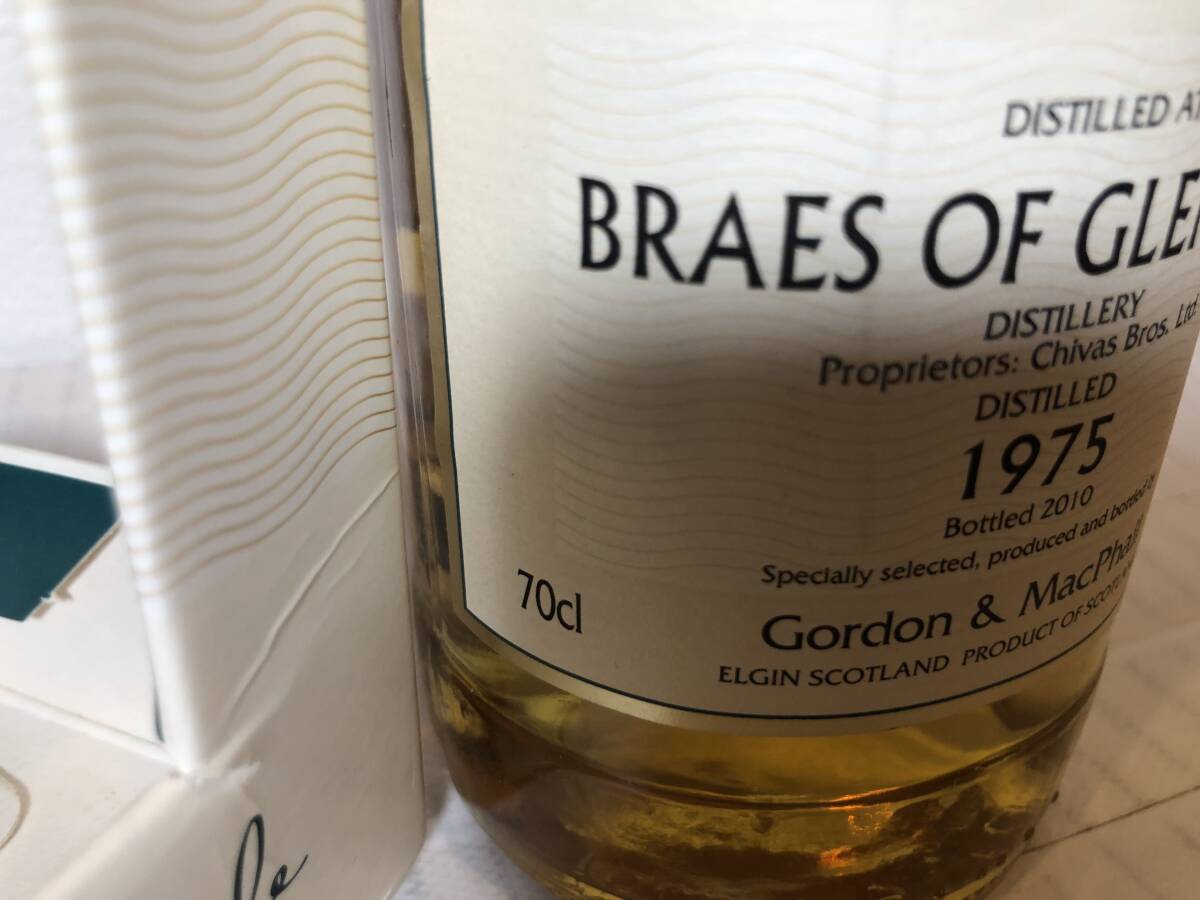 DISTILLED AT
BRAES OF GLEN
DISTILLERY
Proprietors: Chivas Bros. Ltd.
DISTILLED
1975
Bottled 2010
Specially selected, produced and bottled by
70cl
Gordon & MacPhail
ELGIN SCOTLAND PRODUCT OF SCOTLAND
le